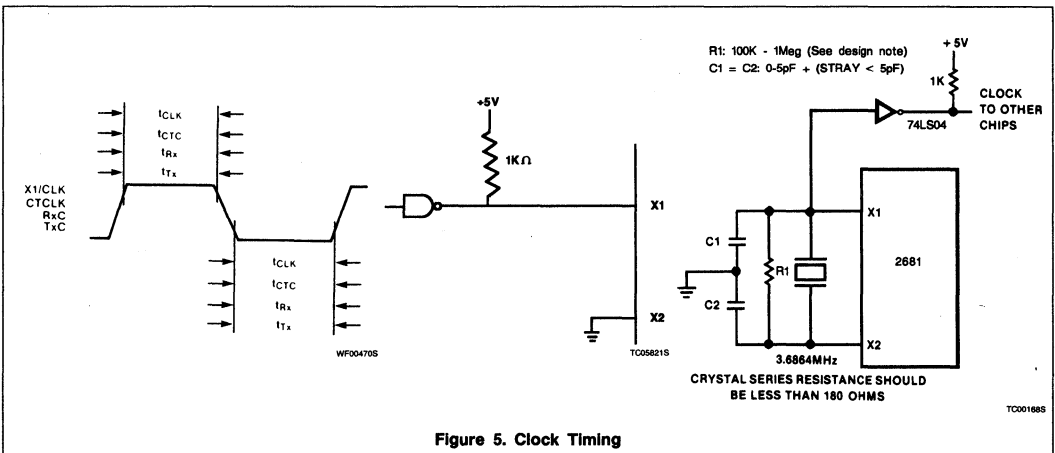 tCLK
tCTC
tRx
tTx
X1/CLK
CTCLK
RxC
TxC
tCLK
tCTC
tRx
tTx
WF00470S
+5V
1KΩ
X1
X2
TC05821S
R1: 100K - 1Meg (See design note)
C1 = C2: 0-5pF + (STRAY < 5pF)
+ 5V
1K
CLOCK
TO OTHER
CHIPS
74LS04
X1
C1
R1
2681
C2
X2
3.6864MHz
CRYSTAL SERIES RESISTANCE SHOULD
BE LESS THAN 180 OHMS
TC00168S
Figure 5. Clock Timing